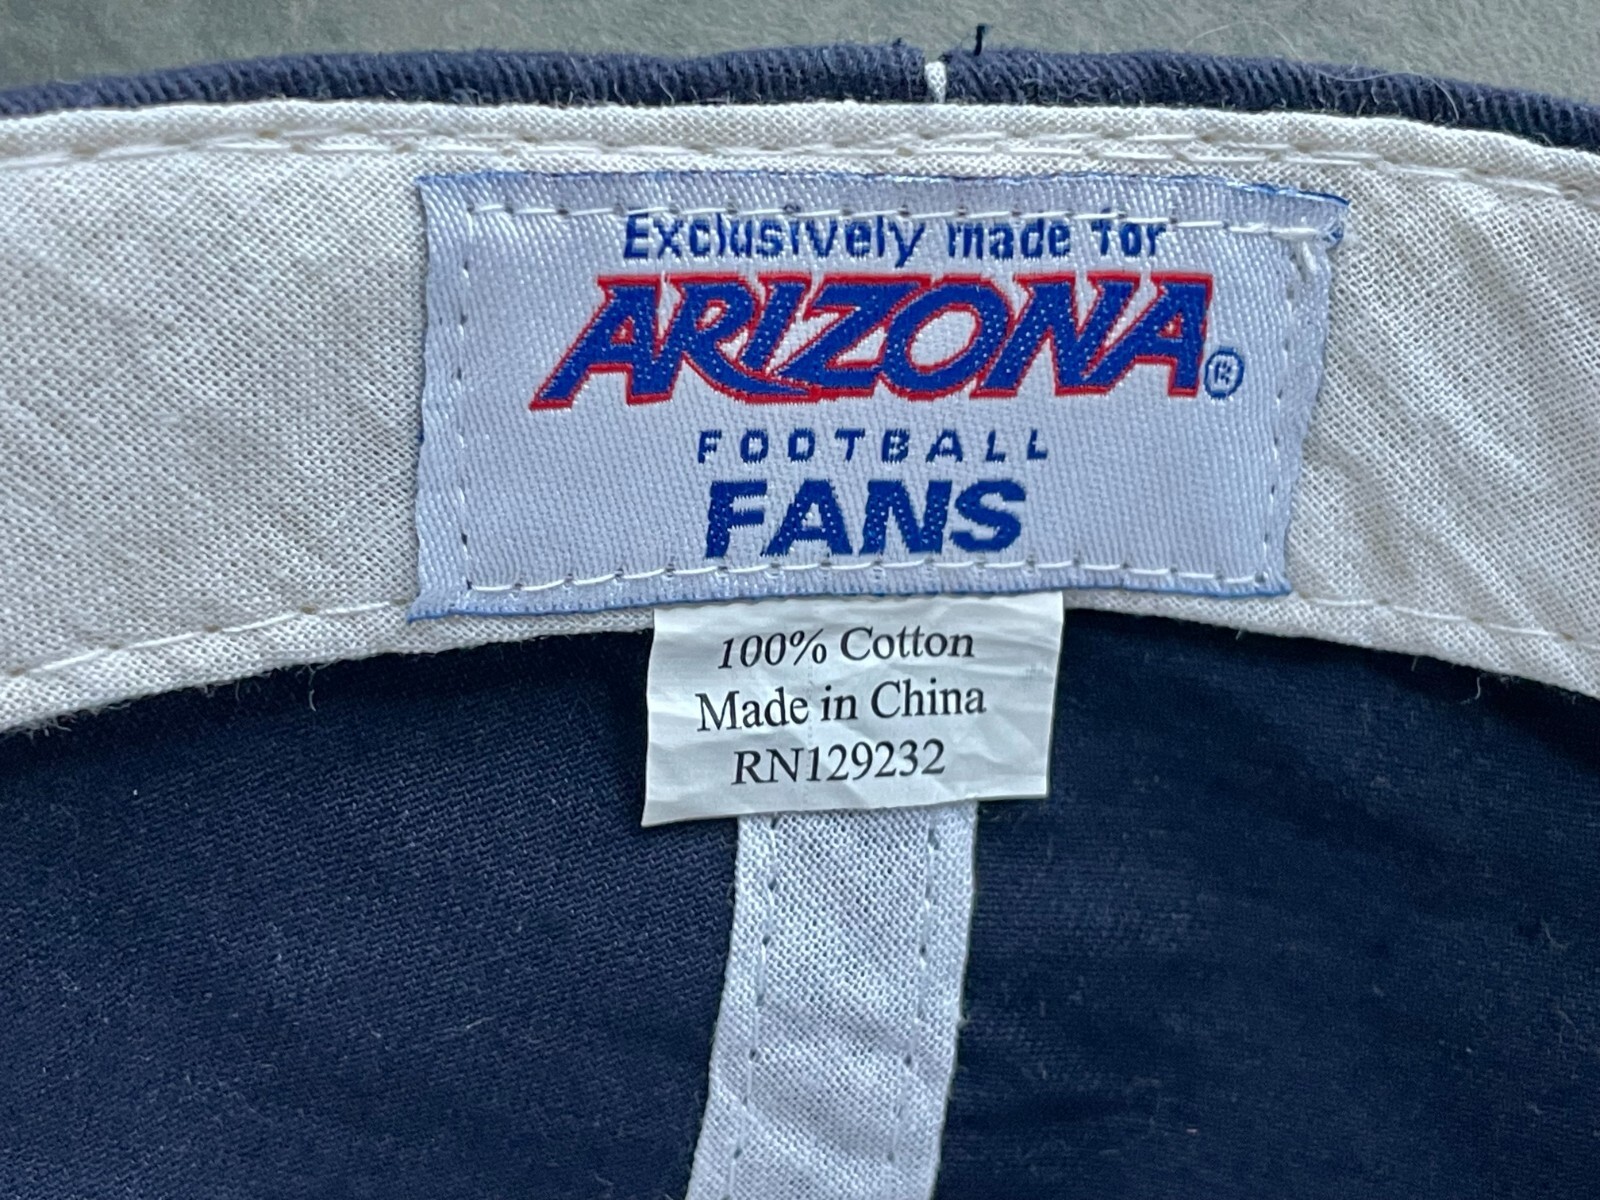 Exclusively made for
ARIZONA®
FOOTBALL
FANS
100% Cotton
Made in China
RN129232